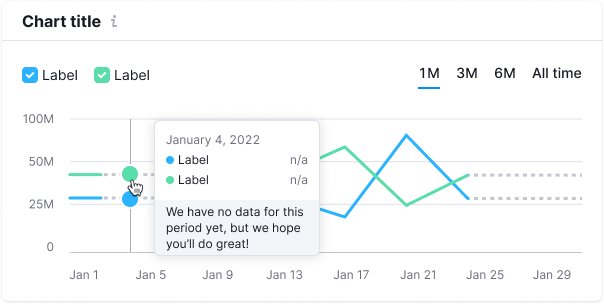 Chart title
Label Label 1M 3M 6M All time
100M
January 4, 2022
Label n/a
50M
Label n/a
25M
We have no data for this
period yet, but we hope
you'll do great!
0
Jan 1 Jan 5 Jan 9 Jan 13 Jan 17 Jan 21 Jan 25 Jan 29